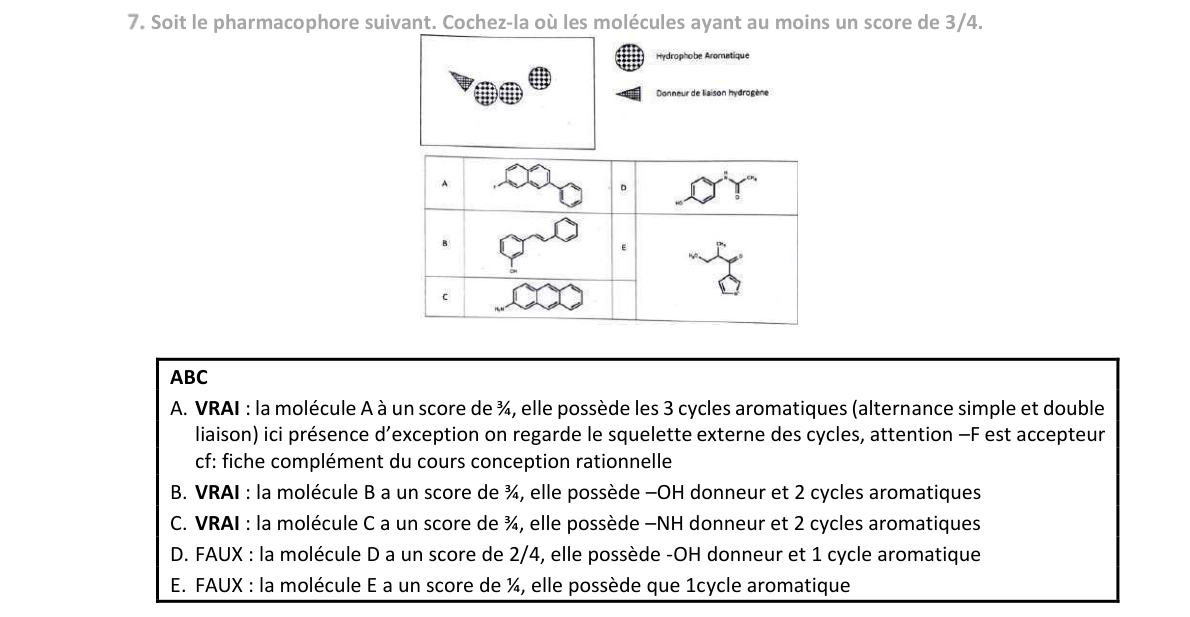 7. Soit le pharmacophore suivant. Cochez-la où les molécules ayant au moins un score de 3/4.
Hydrophobe Aromatique
Donneur de liaison hydrogène
A
F
D
H
N
CH₃
O
HO
B
OH
E
CH₃
H₃C
O
C
H₂N
ABC
A. VRAI : la molécule A à un score de ¾, elle possède les 3 cycles aromatiques (alternance simple et double
liaison) ici présence d’exception on regarde le squelette externe des cycles, attention –F est accepteur
cf: fiche complément du cours conception rationnelle
B. VRAI : la molécule B a un score de ¾, elle possède –OH donneur et 2 cycles aromatiques
C. VRAI : la molécule C a un score de ¾, elle possède –NH donneur et 2 cycles aromatiques
D. FAUX : la molécule D a un score de 2/4, elle possède -OH donneur et 1 cycle aromatique
E. FAUX : la molécule E a un score de ¼, elle possède que 1cycle aromatique